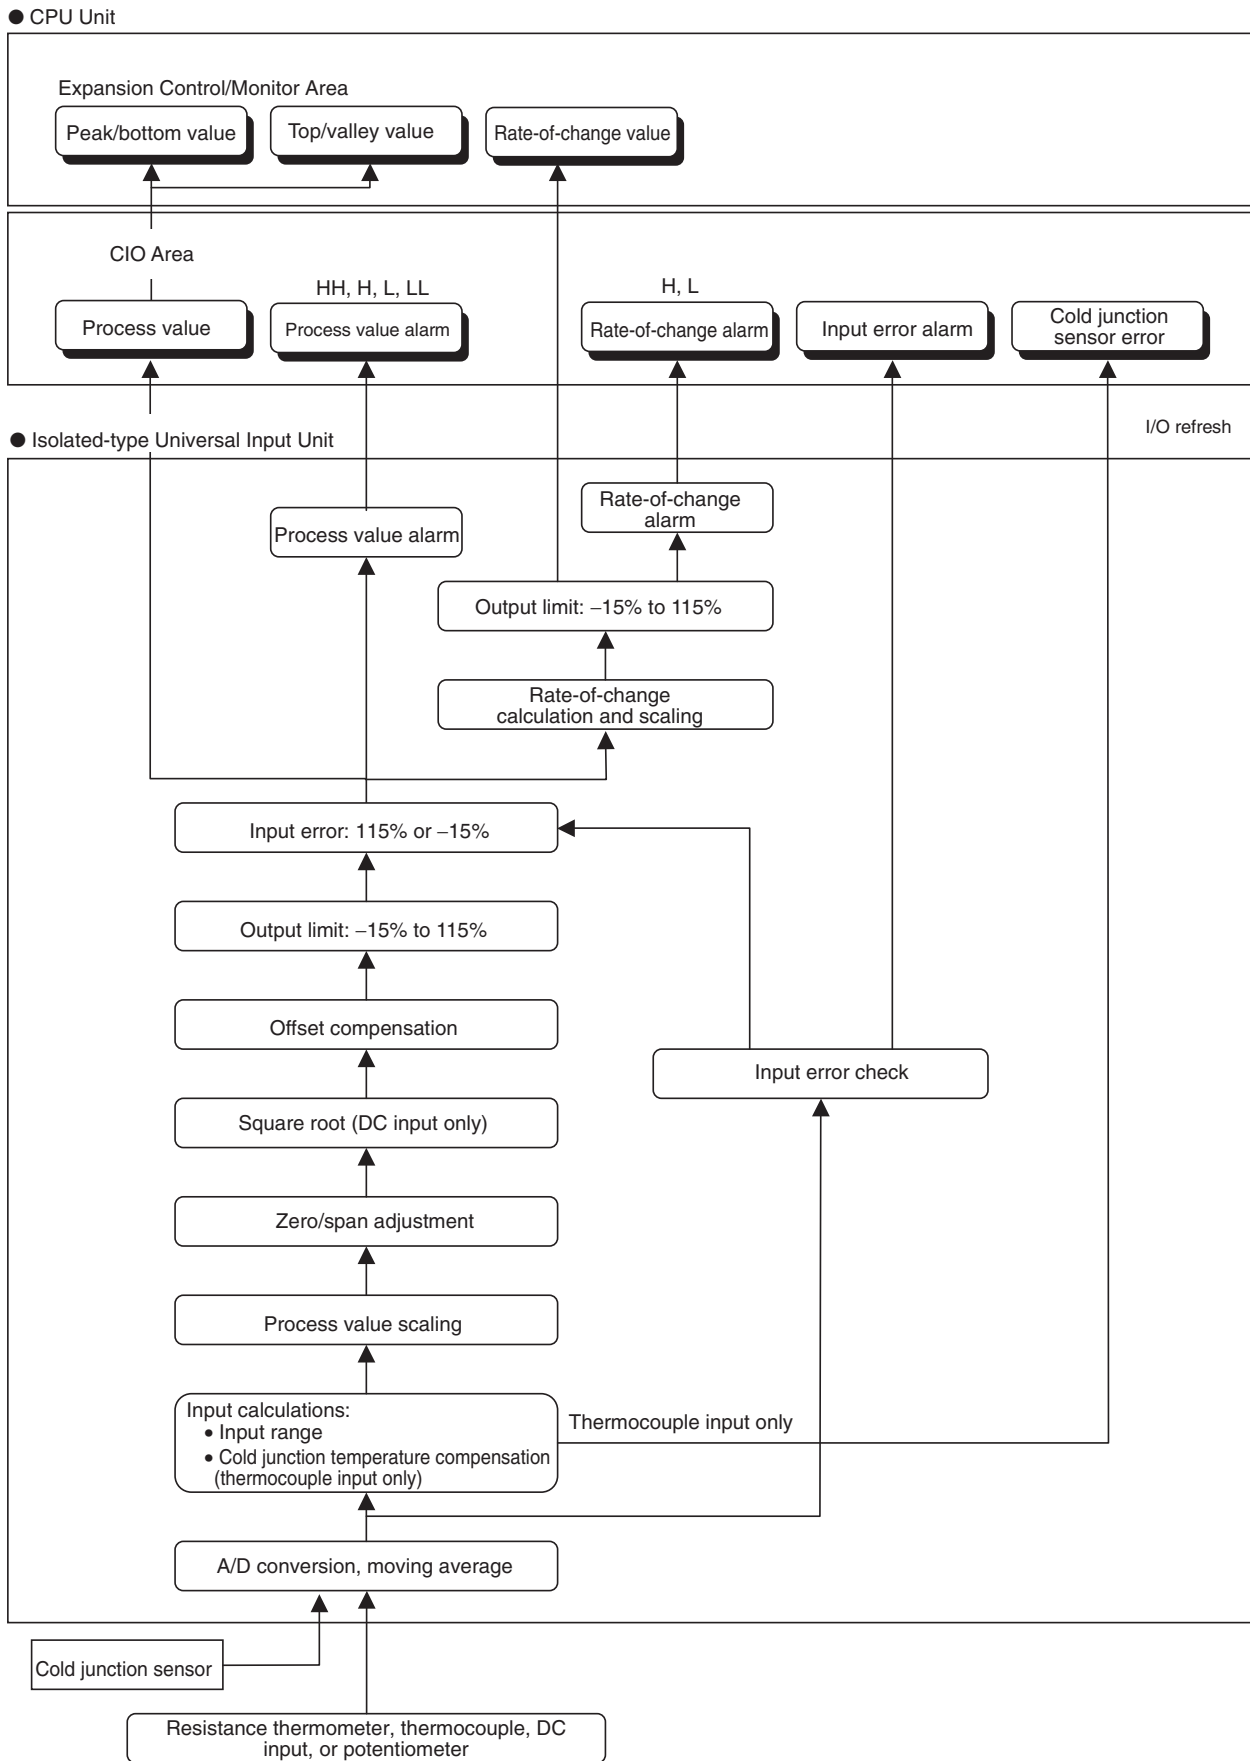 ● CPU Unit
Expansion Control/Monitor Area
Peak/bottom value
Top/valley value
Rate-of-change value
CIO Area
HH, H, L, LL
H, L
Process value
Process value alarm
Rate-of-change alarm
Input error alarm
Cold junction
sensor error
I/O refresh
● Isolated-type Universal Input Unit
Rate-of-change
alarm
Process value alarm
Output limit: –15% to 115%
Rate-of-change
calculation and scaling
Input error: 115% or –15%
Output limit: –15% to 115%
Offset compensation
Input error check
Square root (DC input only)
Zero/span adjustment
Process value scaling
Input calculations:
• Input range
• Cold junction temperature compensation
(thermocouple input only)
Thermocouple input only
A/D conversion, moving average
Cold junction sensor
Resistance thermometer, thermocouple, DC
input, or potentiometer